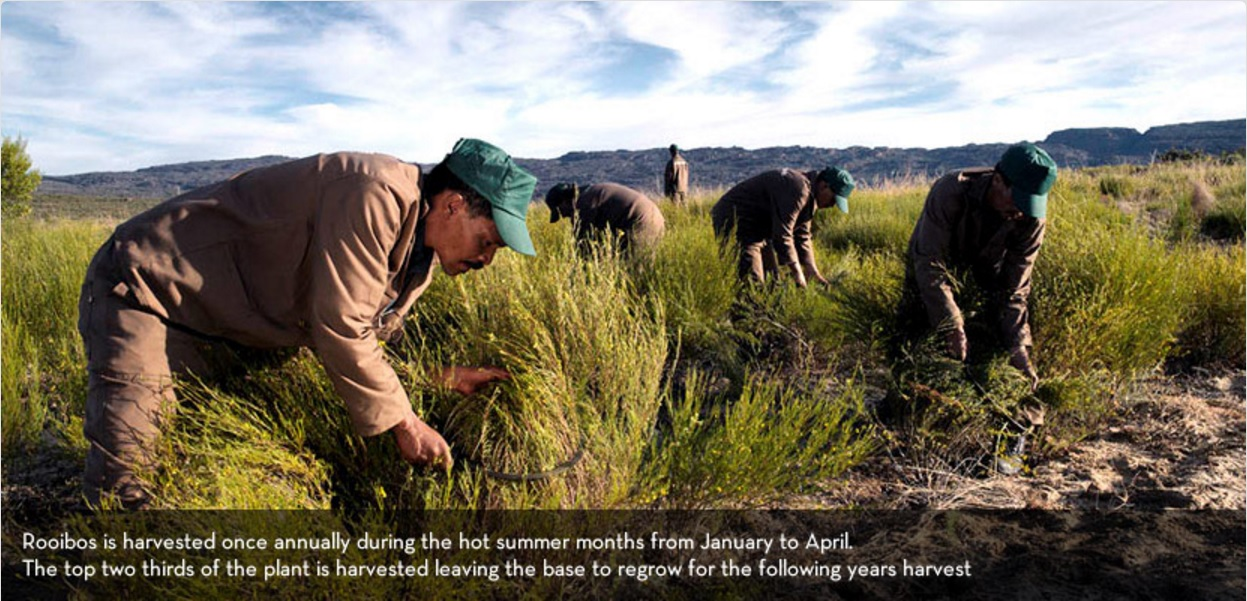 Rooibos is harvested once annually during the hot summer months from January to April.
The top two thirds of the plant is harvested leaving the base to regrow for the following years harvest